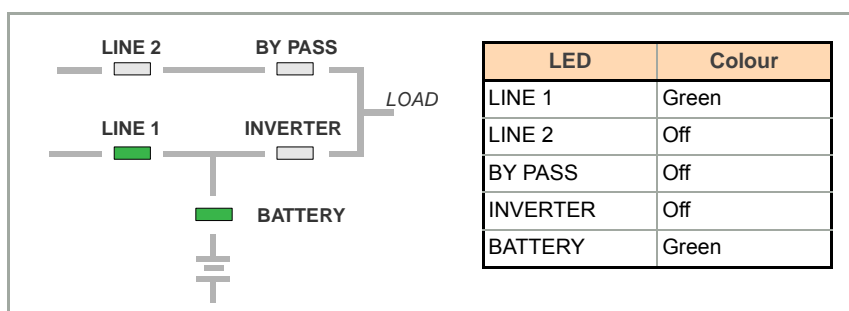 LINE 2 BY PASS
LOAD
LINE 1 INVERTER
BATTERY
LED Colour
LINE 1 Green
LINE 2 Off
BY PASS Off
INVERTER Off
BATTERY Green